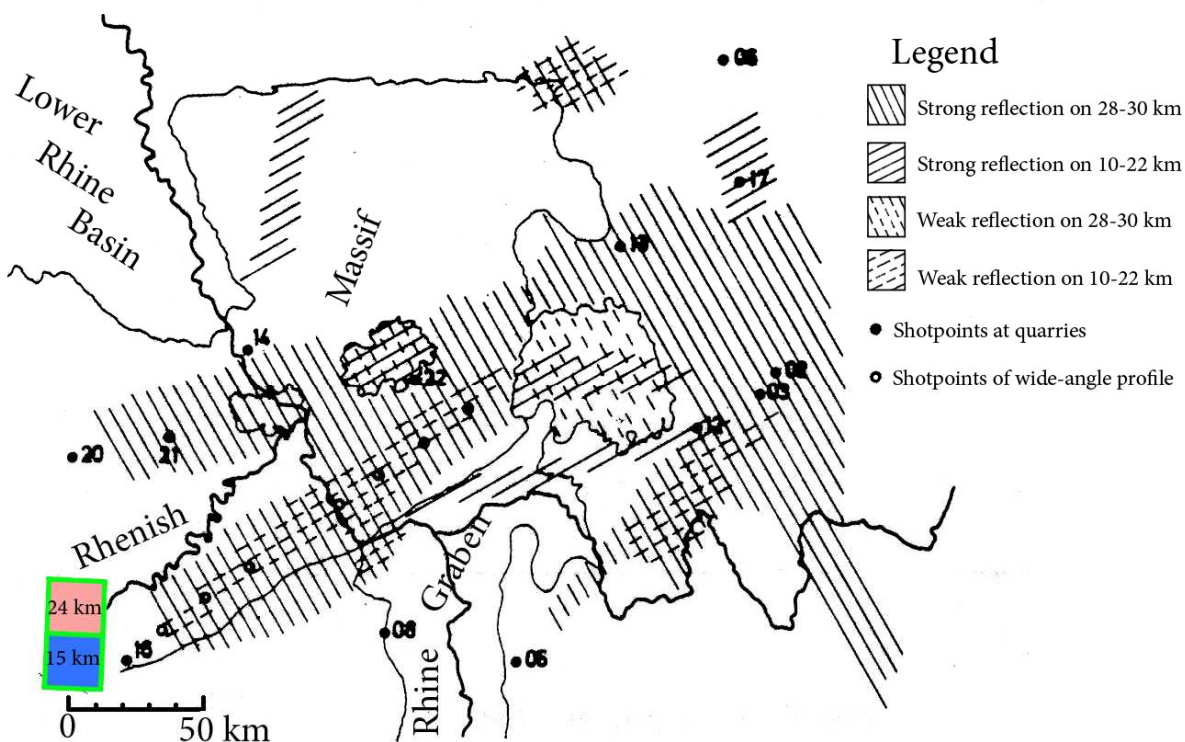 Lower
Rhine
Basin
Massif
Rhenish
Rhine Graben
06
17
14
22
20
21
02
03
12
16
08
06
24 km
15 km
0 50 km
Legend
Strong reflection on 28-30 km
Strong reflection on 10-22 km
Weak reflection on 28-30 km
Weak reflection on 10-22 km
Shotpoints at quarries
Shotpoints of wide-angle profile